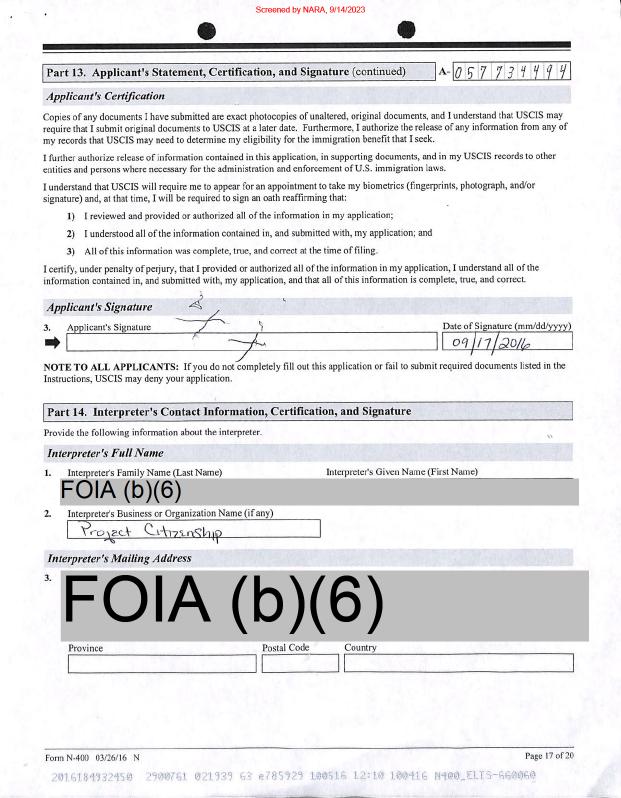 Screened by NARA, 9/14/2023
Part 13. Applicant's Statement, Certification, and Signature (continued) A- 057734494
Applicant's Certification
Copies of any documents I have submitted are exact photocopies of unaltered, original documents, and I understand that USCIS may
require that I submit original documents to USCIS at a later date. Furthermore, I authorize the release of any information from any of
my records that USCIS may need to determine my eligibility for the immigration benefit that I seek.
I further authorize release of information contained in this application, in supporting documents, and in my USCIS records to other
entities and persons where necessary for the administration and enforcement of U.S. immigration laws.
I understand that USCIS will require me to appear for an appointment to take my biometrics (fingerprints, photograph, and/or
signature) and, at that time, I will be required to sign an oath reaffirming that:
1) I reviewed and provided or authorized all of the information in my application;
2) I understood all of the information contained in, and submitted with, my application; and
3) All of this information was complete, true, and correct at the time of filing.
I certify, under penalty of perjury, that I provided or authorized all of the information in my application, I understand all of the
information contained in, and submitted with, my application, and that all of this information is complete, true, and correct.
Applicant's Signature
3. Applicant's Signature Date of Signature (mm/dd/yyyy)
09/17/2016
NOTE TO ALL APPLICANTS: If you do not completely fill out this application or fail to submit required documents listed in the
Instructions, USCIS may deny your application.
Part 14. Interpreter's Contact Information, Certification, and Signature
Provide the following information about the interpreter.
Interpreter's Full Name
1. Interpreter's Family Name (Last Name) Interpreter's Given Name (First Name)
FOIA (b)(6)
2. Interpreter's Business or Organization Name (if any)
Project Citizenship
Interpreter's Mailing Address
3.
FOIA (b)(6)
Province Postal Code Country
Form N-400 03/26/16 N Page 17 of 20
2016184932450 2900761 021939 63 e785929 100516 12:10 100416 N400_ELIS-660060